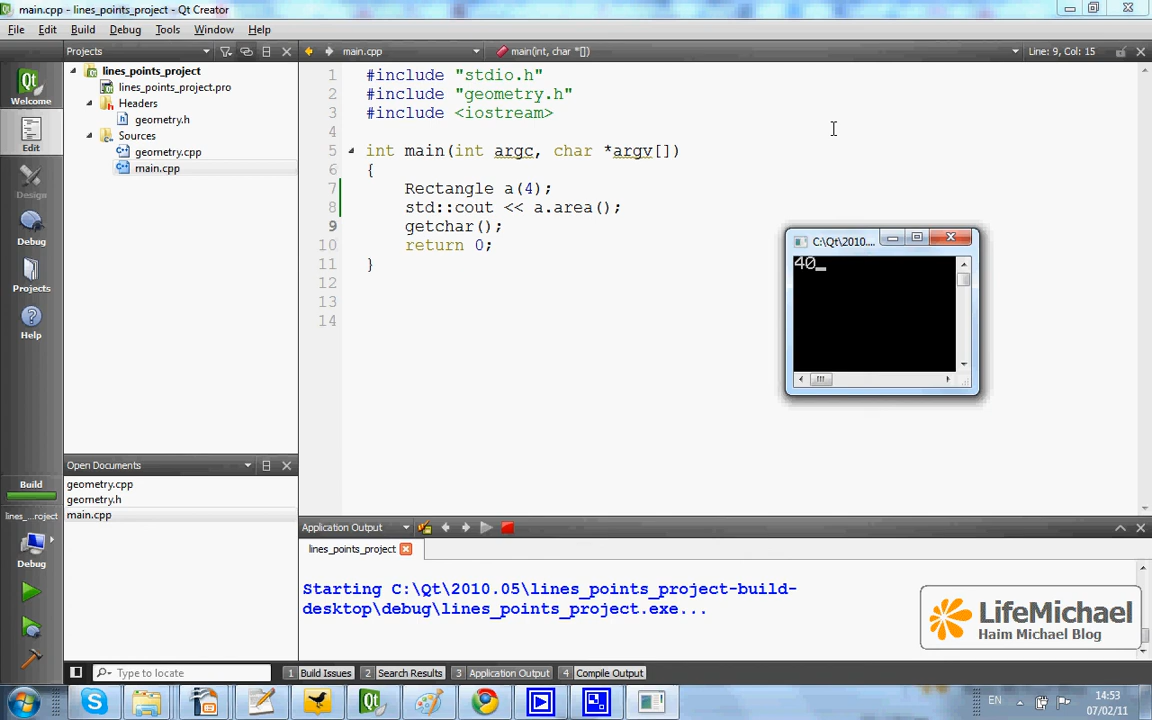 main.cpp - lines_points_project - Qt Creator
File Edit Build Debug Tools Window Help
Projects
main.cpp
main(int, char *[])
Line: 9, Col: 15
Qt
Welcome
Edit
Design
Debug
Projects
Help
lines_points_project
lines_points_project.pro
Headers
geometry.h
Sources
geometry.cpp
main.cpp
1 #include "stdio.h"
2 #include "geometry.h"
3 #include <iostream>
4
5 int main(int argc, char *argv[])
6 {
7 Rectangle a(4);
8 std::cout << a.area();
9 getchar();
10 return 0;
11 }
12
13
14
C:\Qt\2010....
40_
Open Documents
geometry.cpp
geometry.h
main.cpp
Build
lines_...roject
Debug
Application Output
lines_points_project
Starting C:\Qt\2010.05\lines_points_project-build-
desktop\debug\lines_points_project.exe...
LifeMichael
Haim Michael Blog
Type to locate
1 Build Issues 2 Search Results 3 Application Output 4 Compile Output
EN
14:53
07/02/11